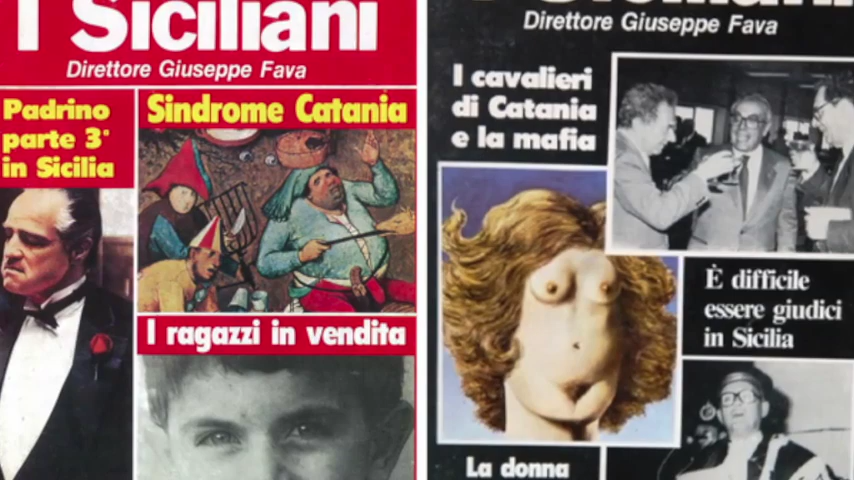 I Siciliani
Direttore Giuseppe Fava
Padrino
parte 3ª
in Sicilia
Sindrome Catania
I ragazzi in vendita
Direttore Giuseppe Fava
I cavalieri
di Catania
e la mafia
È difficile
essere giudici
in Sicilia
La donna